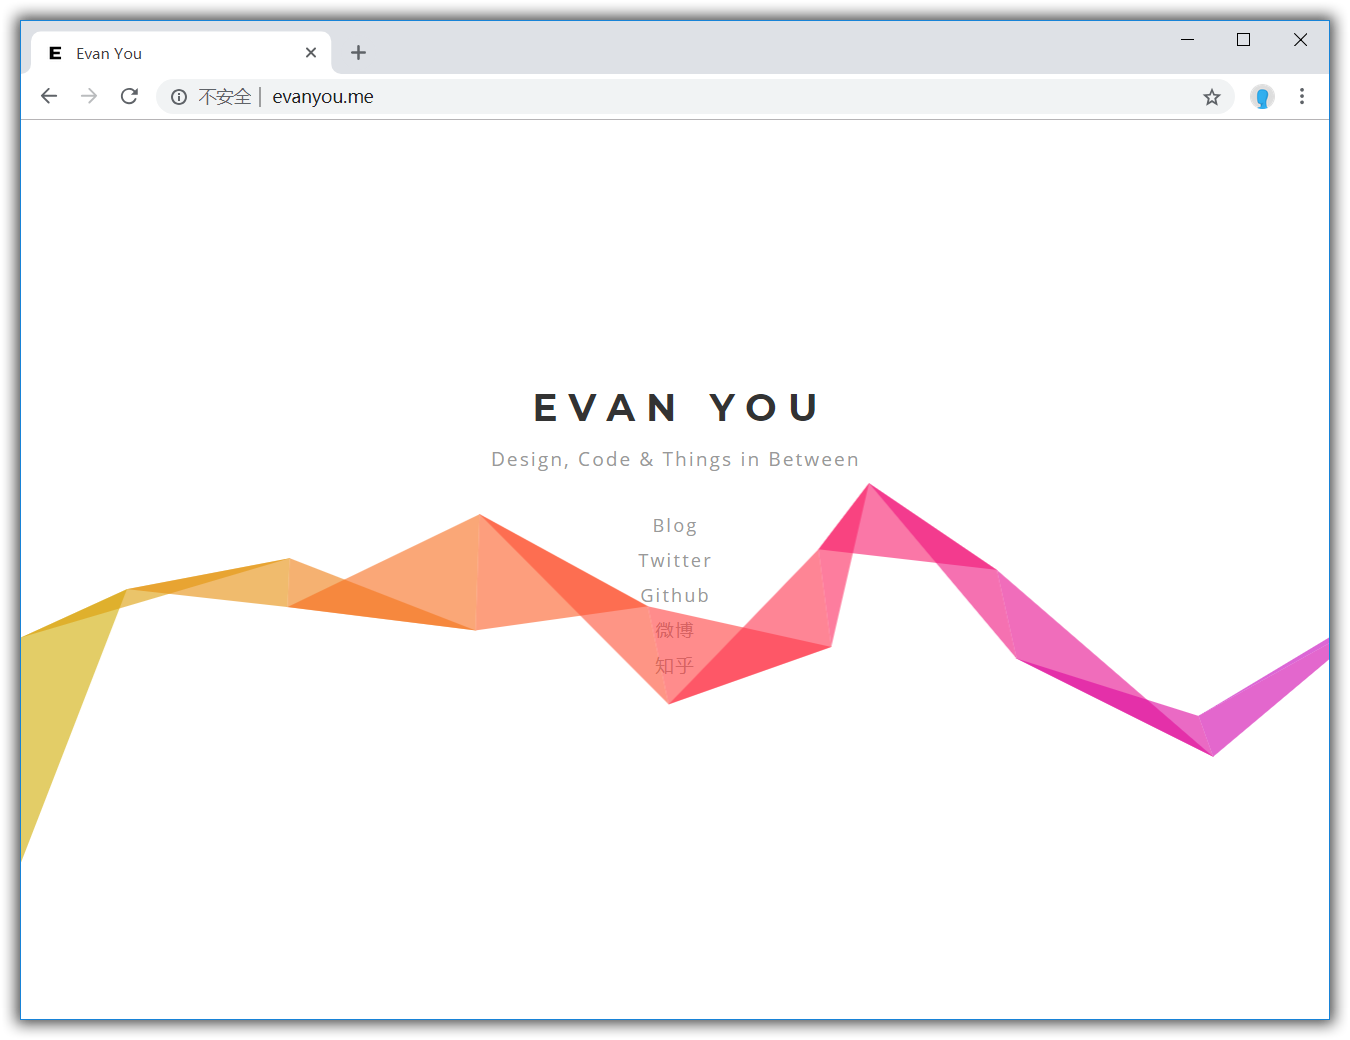 E Evan You
不安全 | evanyou.me
EVAN YOU
Design, Code & Things in Between
Blog
Twitter
Github
微博
知乎